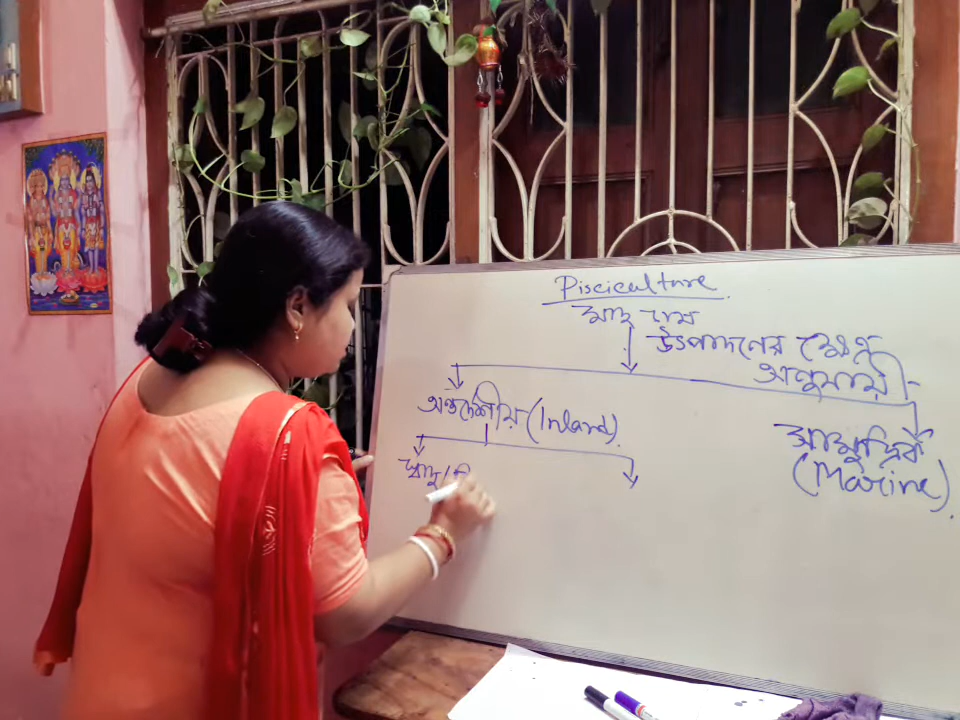 Pisciculture
মাছ চাষ
উৎপাদনের ক্ষেত্র
অনুযায়ী
অন্তর্দেশীয় (Inland).
সামুদ্রিক
(Marine).
স্বাদু